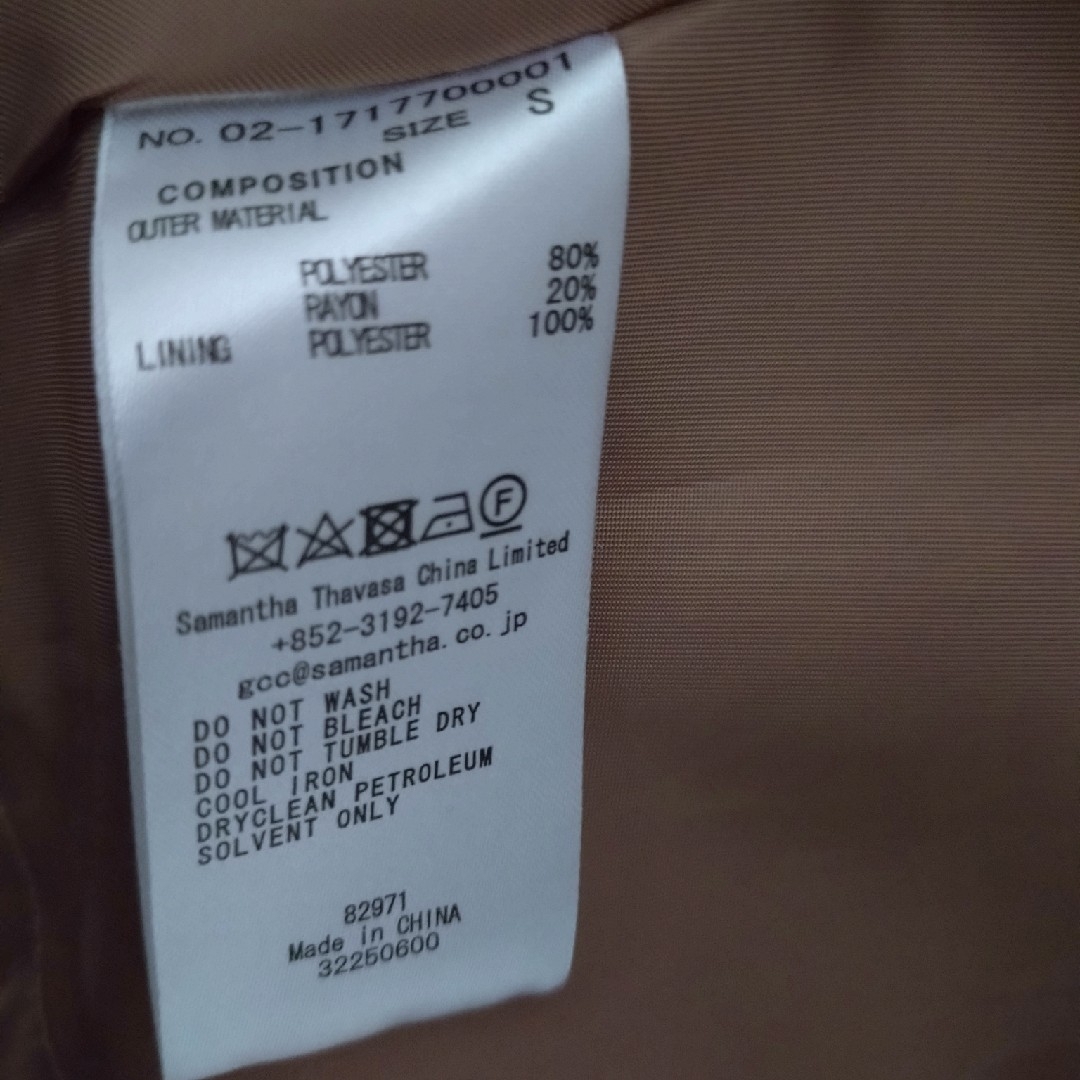 NO. 02-1717700001
SIZE S
COMPOSITION
OUTER MATERIAL
POLYESTER 80%
RAYON 20%
LINING POLYESTER 100%
F
Samantha Thavasa China Limited
+852-3192-7405
gcc@samantha.co.jp
DO NOT WASH
DO NOT BLEACH
DO NOT TUMBLE DRY
COOL IRON
DRYCLEAN PETROLEUM
SOLVENT ONLY
82971
Made in CHINA
32250600